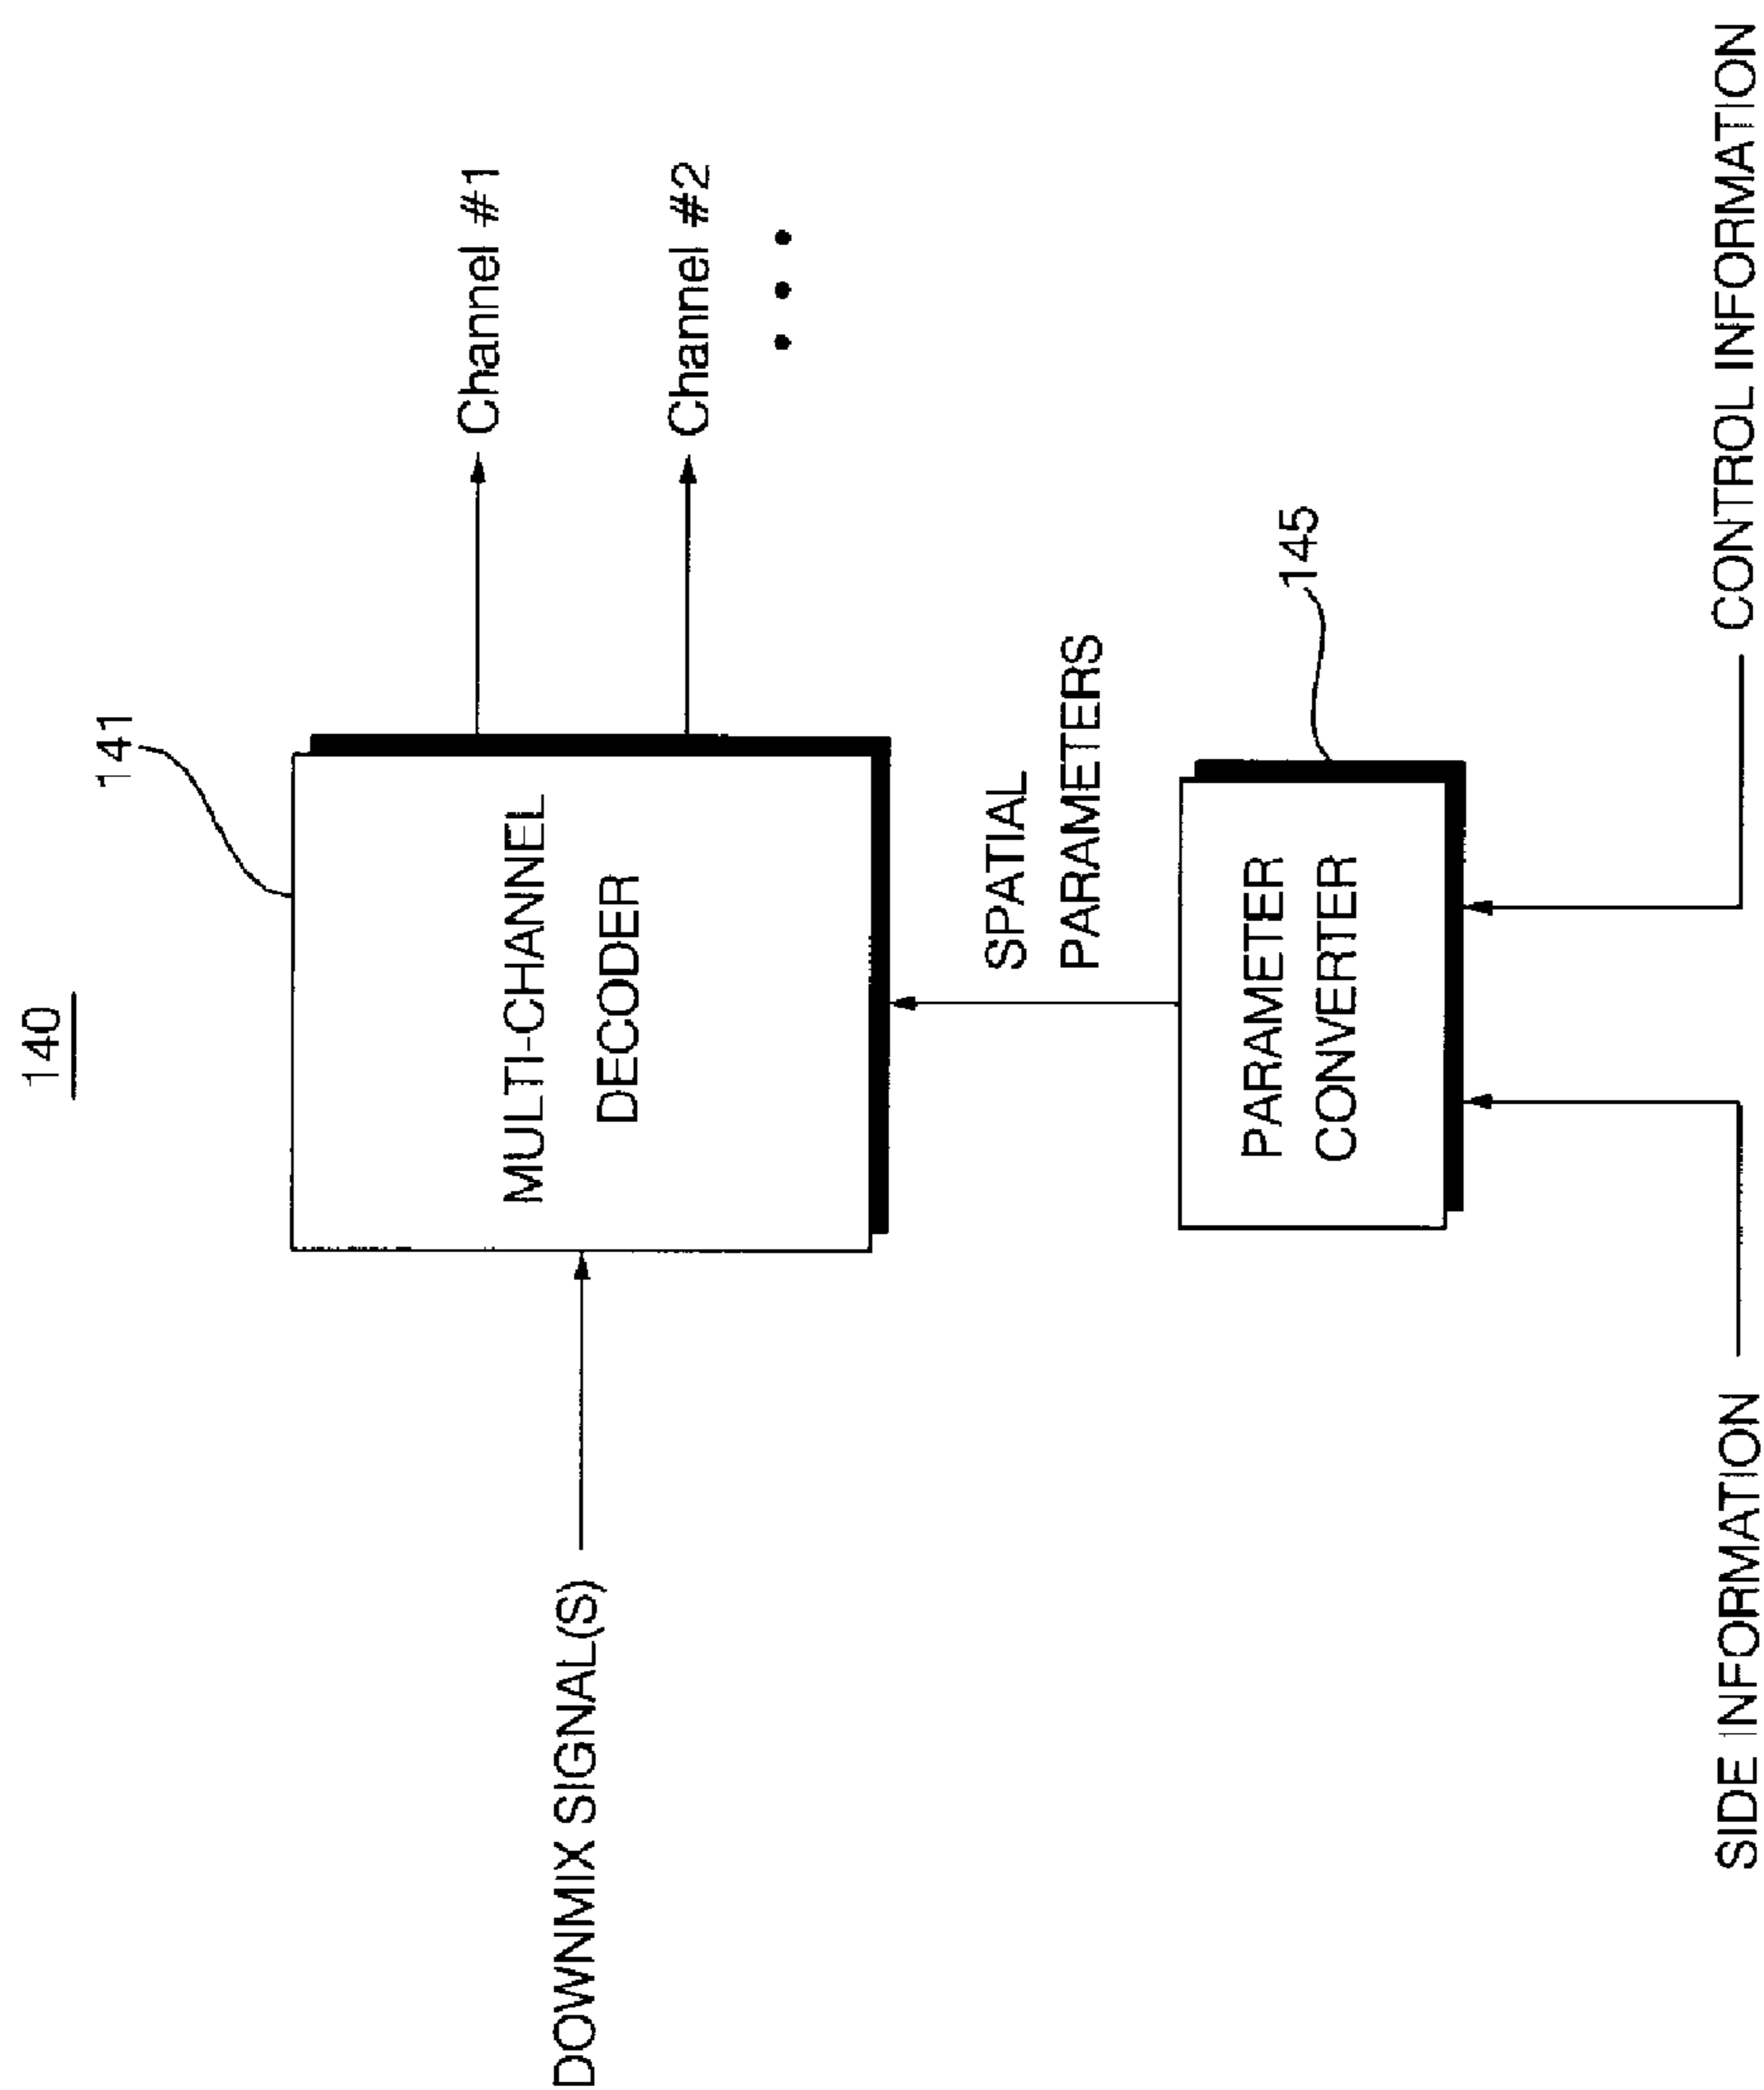 140
141
MULTI-CHANNEL
DECODER
Channel #1
Channel #2
• • •
DOWNMIX SIGNAL(S)
SPATIAL
PARAMETERS
145
PARAMETER
CONVERTER
SIDE INFORMATION
CONTROL INFORMATION